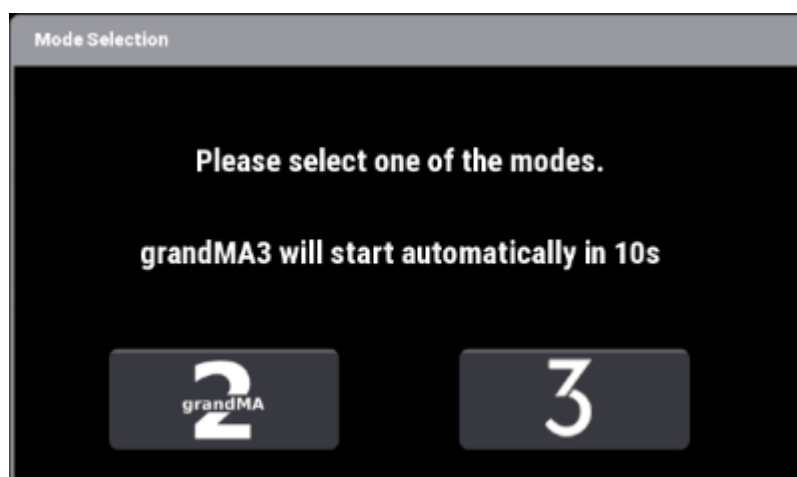 Mode Selection
Please select one of the modes.
grandMA3 will start automatically in 10s
2
grandMA
3